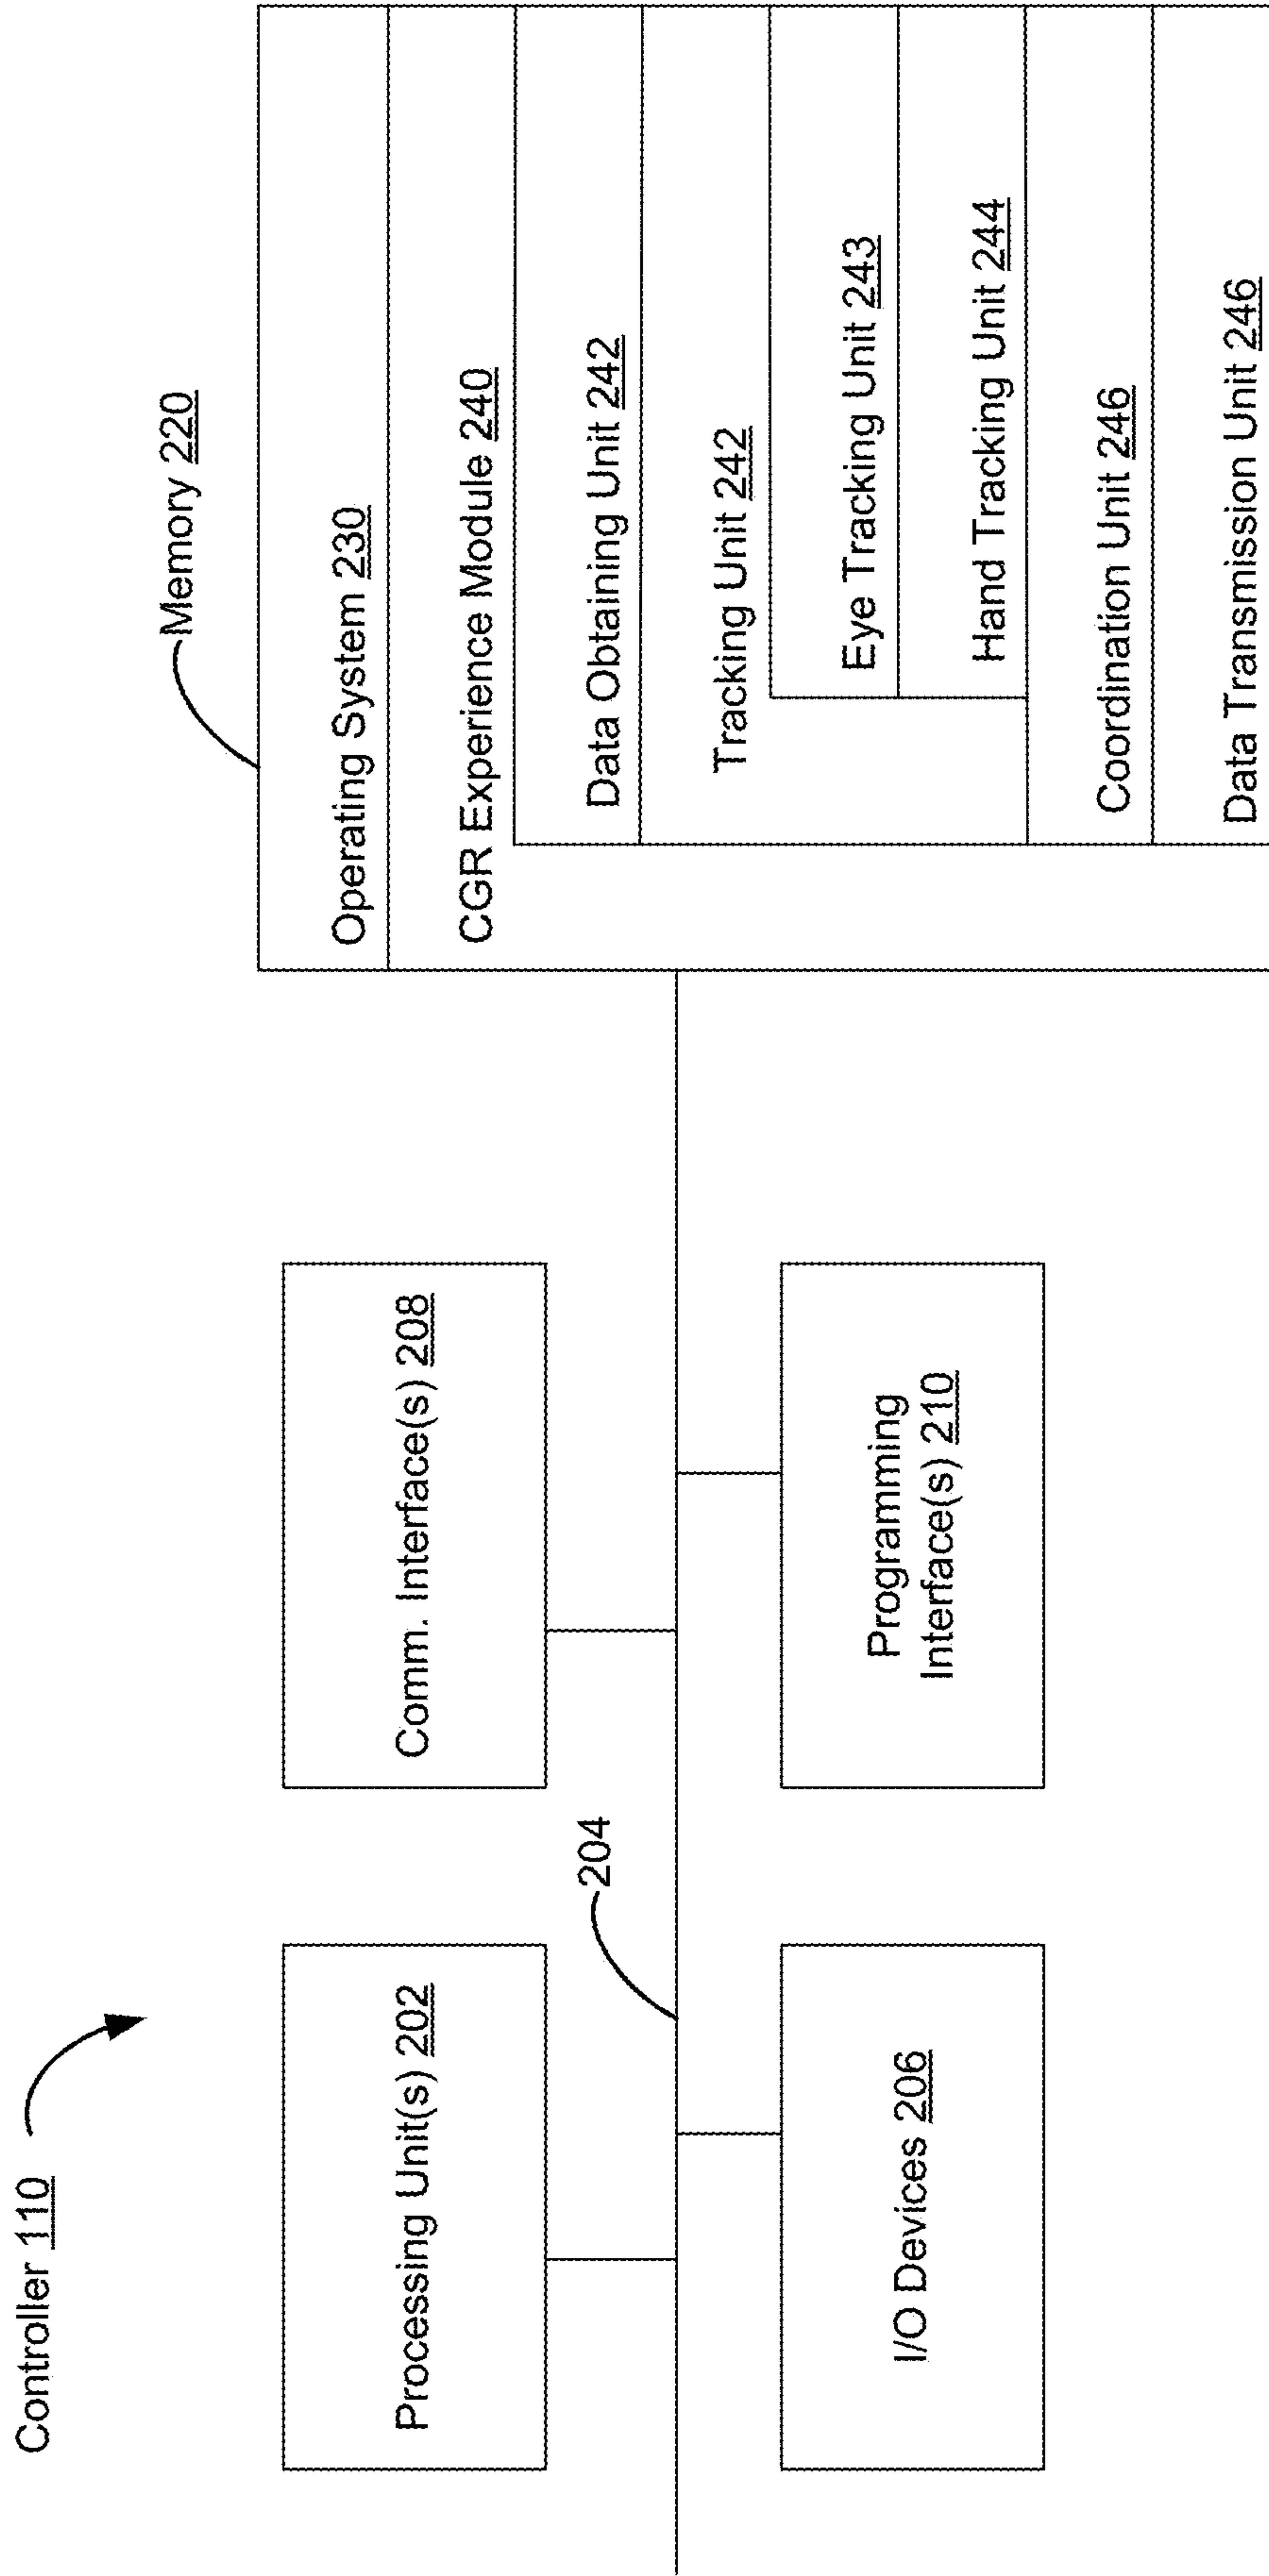 Controller 110
Processing Unit(s) 202
Comm. Interface(s) 208
204
I/O Devices 206
Programming
Interface(s) 210
Memory 220
Operating System 230
CGR Experience Module 240
Data Obtaining Unit 242
Tracking Unit 242
Eye Tracking Unit 243
Hand Tracking Unit 244
Coordination Unit 246
Data Transmission Unit 246